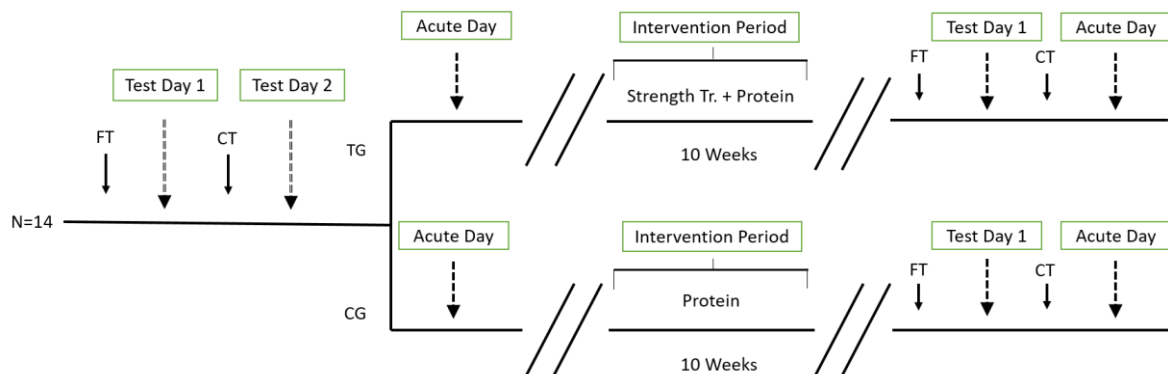 N=14
FT
Test Day 1
CT
Test Day 2
TG
Acute Day
Intervention Period
Strength Tr. + Protein
10 Weeks
FT
Test Day 1
CT
Acute Day
CG
Acute Day
Intervention Period
Protein
10 Weeks
FT
Test Day 1
CT
Acute Day